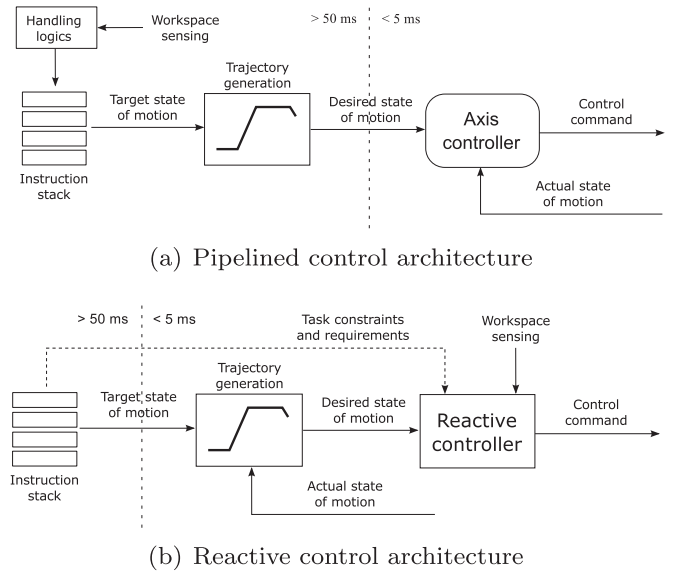 Handling
logics
Workspace
sensing
> 50 ms
< 5 ms
Trajectory
generation
Target state
of motion
Desired state
of motion
Axis
controller
Control
command
Instruction
stack
Actual state
of motion
(a) Pipelined control architecture
> 50 ms
< 5 ms
Task constraints
and requirements
Workspace
sensing
Trajectory
generation
Target state
of motion
Desired state
of motion
Reactive
controller
Control
command
Instruction
stack
Actual state
of motion
(b) Reactive control architecture